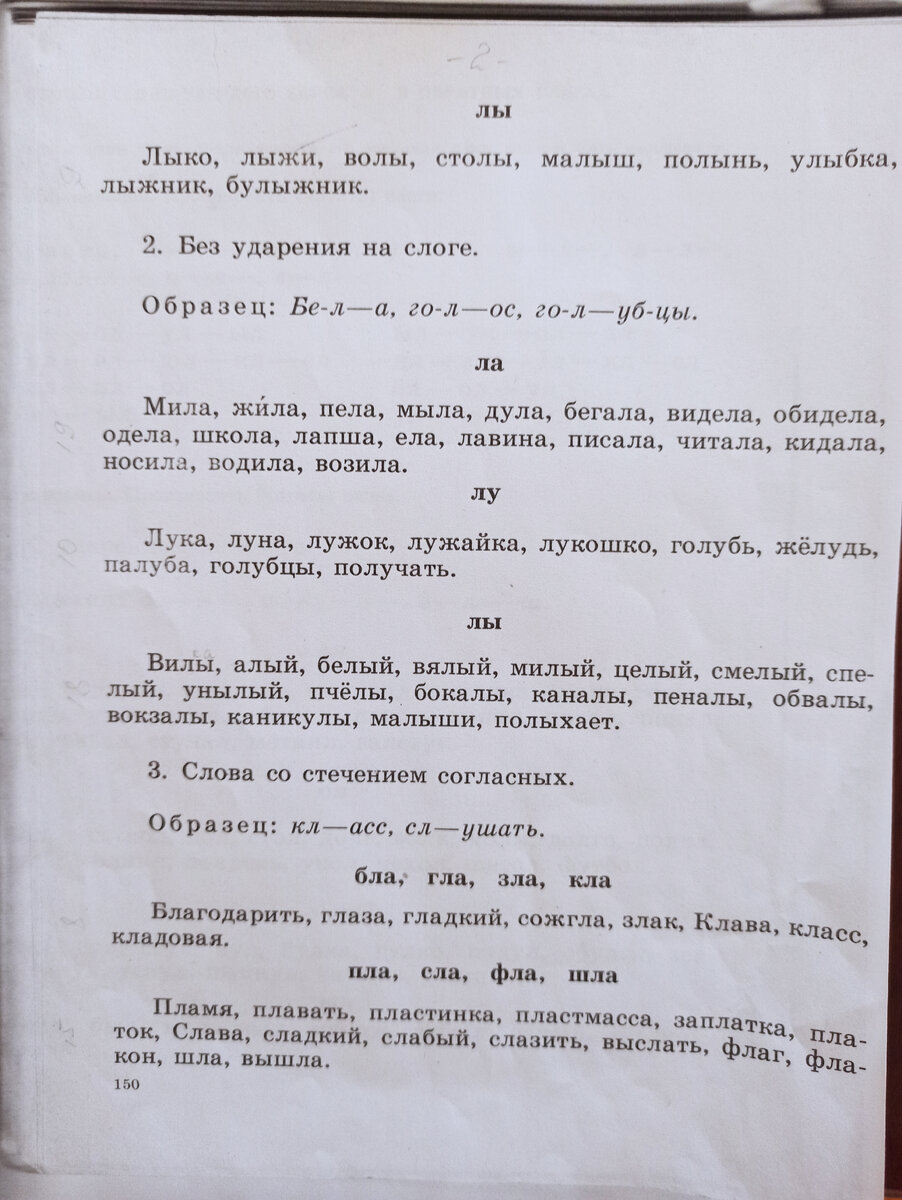 -2-
лы
Лыко, лыжи, волы, столы, малыш, полынь, улыбка,
лыжник, булыжник.
2. Без ударения на слоге.
Образец: Бе-л—а, го-л—ос, го-л—уб-цы.
ла
Мила, жи́ла, пела, мыла, дула, бегала, видела, обидела,
одела, школа, лапша, ела, лавина, писала, читала, кидала,
носила, водила, возила.
лу
Лука, луна, лужок, лужайка, лукошко, голубь, жёлудь,
палуба, голубцы, получать.
лы
Вилы, алый, белый, вялый, милый, целый, смелый, спе-
лый, унылый, пчёлы, бокалы, каналы, пеналы, обвалы,
вокзалы, каникулы, малыши, полыхает.
3. Слова со стечением согласных.
Образец: кл—асс, сл—ушать.
бла, гла, зла, кла
Благодарить, глаза, гладкий, сожгла, злак, Клава, класс,
кладовая.
пла, сла, фла, шла
Пламя, плавать, пластинка, пластмасса, заплатка, пла-
ток, Слава, сладкий, слабый, слазить, выслать, флаг, фла-
кон, шла, вышла.
150